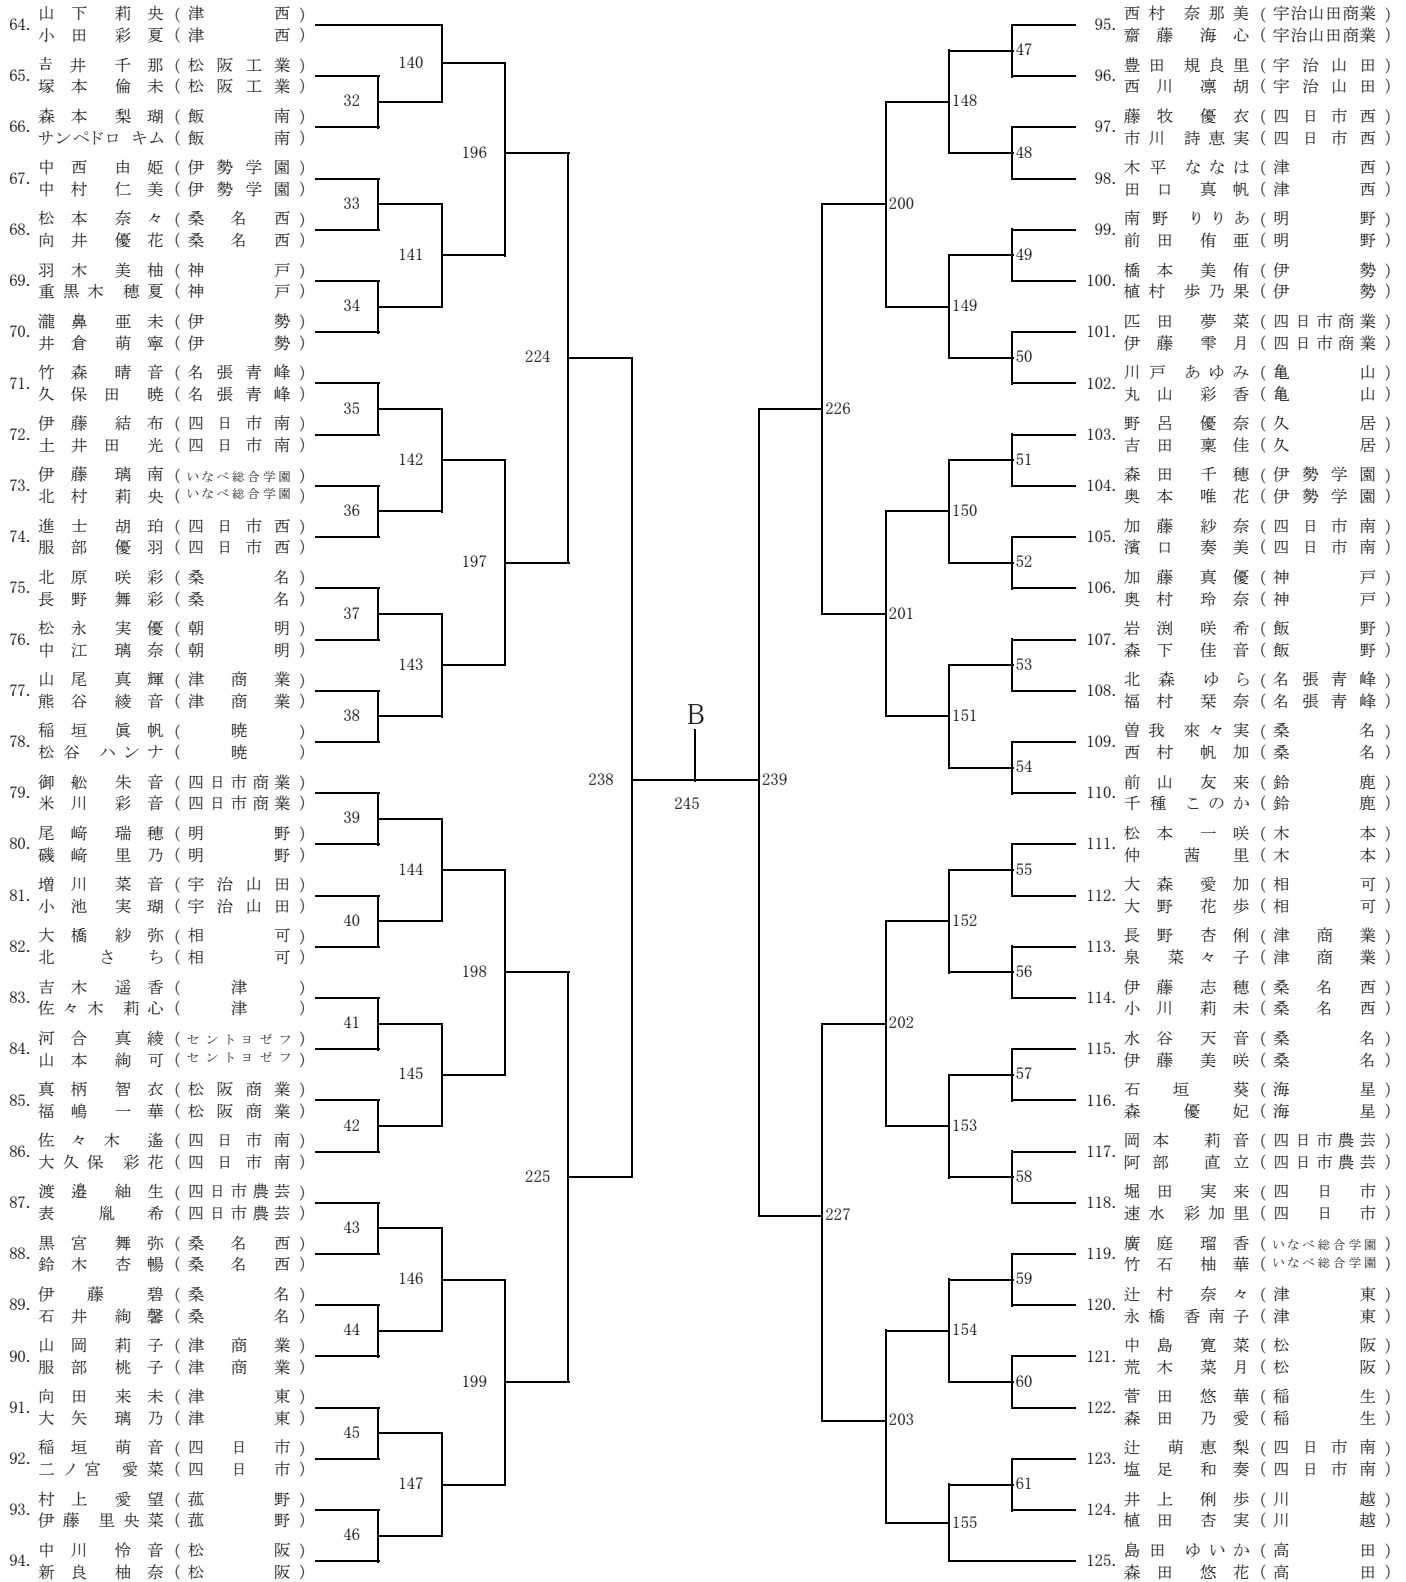 64. 山下 莉央 (津西)
小田 彩夏 (津西)
65. 𠮷井 千那 (松阪工業)
塚本 倫未 (松阪工業)
66. 森本 梨瑚 (飯南)
サンペドロ キム (飯南)
67. 中西 由姫 (伊勢学園)
中村 仁美 (伊勢学園)
68. 松本 奈々 (桑名西)
向井 優花 (桑名西)
69. 羽木 美柚 (神戸)
重黒木 穂夏 (神戸)
70. 瀧鼻 亜未 (伊勢)
井倉 萌寧 (伊勢)
71. 竹森 晴音 (名張青峰)
久保田 暁 (名張青峰)
72. 伊藤 結布 (四日市南)
土井田 光 (四日市南)
73. 伊藤 璃南 (いなべ総合学園)
北村 莉央 (いなべ総合学園)
74. 進士 胡珀 (四日市西)
服部 優羽 (四日市西)
75. 北原 咲彩 (桑名)
長野 舞彩 (桑名)
76. 松永 実優 (朝明)
中江 璃奈 (朝明)
77. 山尾 真輝 (津商業)
熊谷 綾音 (津商業)
78. 稲垣 眞帆 (暁)
松谷 ハンナ (暁)
79. 御舩 朱音 (四日市商業)
米川 彩音 (四日市商業)
80. 尾﨑 瑞穂 (明野)
磯﨑 里乃 (明野)
81. 増川 菜音 (宇治山田)
小池 実瑚 (宇治山田)
82. 大橋 紗弥 (相可)
北 さち (相可)
83. 吉木 遥香 (津)
佐々木 莉心 (津)
84. 河合 真綾 (セントヨゼフ)
山本 絢可 (セントヨゼフ)
85. 真柄 智衣 (松阪商業)
福嶋 一華 (松阪商業)
86. 佐々木 遙 (四日市南)
大久保 彩花 (四日市南)
87. 渡邉 紬生 (四日市農芸)
表 胤希 (四日市農芸)
88. 黒宮 舞弥 (桑名西)
鈴木 杏暢 (桑名西)
89. 伊藤 碧 (桑名)
石井 絢馨 (桑名)
90. 山岡 莉子 (津商業)
服部 桃子 (津商業)
91. 向田 来未 (津東)
大矢 璃乃 (津東)
92. 稲垣 萌音 (四日市)
二ノ宮 愛菜 (四日市)
93. 村上 愛望 (菰野)
伊藤 里央菜 (菰野)
94. 中川 怜音 (松阪)
新良 柚奈 (松阪)
32
33
34
35
36
37
38
39
40
41
42
43
44
45
46
140
141
142
143
144
145
146
147
196
197
198
199
224
225
238
B
245
239
226
227
200
201
202
203
148
149
150
151
152
153
154
155
47
48
49
50
51
52
53
54
55
56
57
58
59
60
61
95. 西村 奈那美 (宇治山田商業)
齋藤 海心 (宇治山田商業)
96. 豊田 規良里 (宇治山田)
西川 凛胡 (宇治山田)
97. 藤牧 優衣 (四日市西)
市川 詩恵実 (四日市西)
98. 木平 ななは (津西)
田口 真帆 (津西)
99. 南野 りりあ (明野)
前田 侑亜 (明野)
100. 橋本 美侑 (伊勢)
植村 歩乃果 (伊勢)
101. 匹田 夢菜 (四日市商業)
伊藤 雫月 (四日市商業)
102. 川戸 あゆみ (亀山)
丸山 彩香 (亀山)
103. 野呂 優奈 (久居)
吉田 稟佳 (久居)
104. 森田 千穂 (伊勢学園)
奥本 唯花 (伊勢学園)
105. 加藤 紗奈 (四日市南)
濱口 奏美 (四日市南)
106. 加藤 真優 (神戸)
奥村 玲奈 (神戸)
107. 岩渕 咲希 (飯野)
森下 佳音 (飯野)
108. 北森 ゆら (名張青峰)
福村 栞奈 (名張青峰)
109. 曽我 來々実 (桑名)
西村 帆加 (桑名)
110. 前山 友来 (鈴鹿)
千種 このか (鈴鹿)
111. 松本 一咲 (木本)
仲 茜里 (木本)
112. 大森 愛加 (相可)
大野 花歩 (相可)
113. 長野 杏俐 (津商業)
泉 菜々子 (津商業)
114. 伊藤 志穂 (桑名西)
小川 莉未 (桑名西)
115. 水谷 天音 (桑名)
伊藤 美咲 (桑名)
116. 石垣 葵 (海星)
森 優妃 (海星)
117. 岡本 莉音 (四日市農芸)
阿部 直立 (四日市農芸)
118. 堀田 実来 (四日市)
速水 彩加里 (四日市)
119. 廣庭 瑠香 (いなべ総合学園)
竹石 柚華 (いなべ総合学園)
120. 辻村 奈々 (津東)
永橋 香南子 (津東)
121. 中島 寛菜 (松阪)
荒木 菜月 (松阪)
122. 菅田 悠華 (稲生)
森田 乃愛 (稲生)
123. 辻 萌恵梨 (四日市南)
塩足 和奏 (四日市南)
124. 井上 俐歩 (川越)
植田 杏実 (川越)
125. 島田 ゆいか (高田)
森田 悠花 (高田)